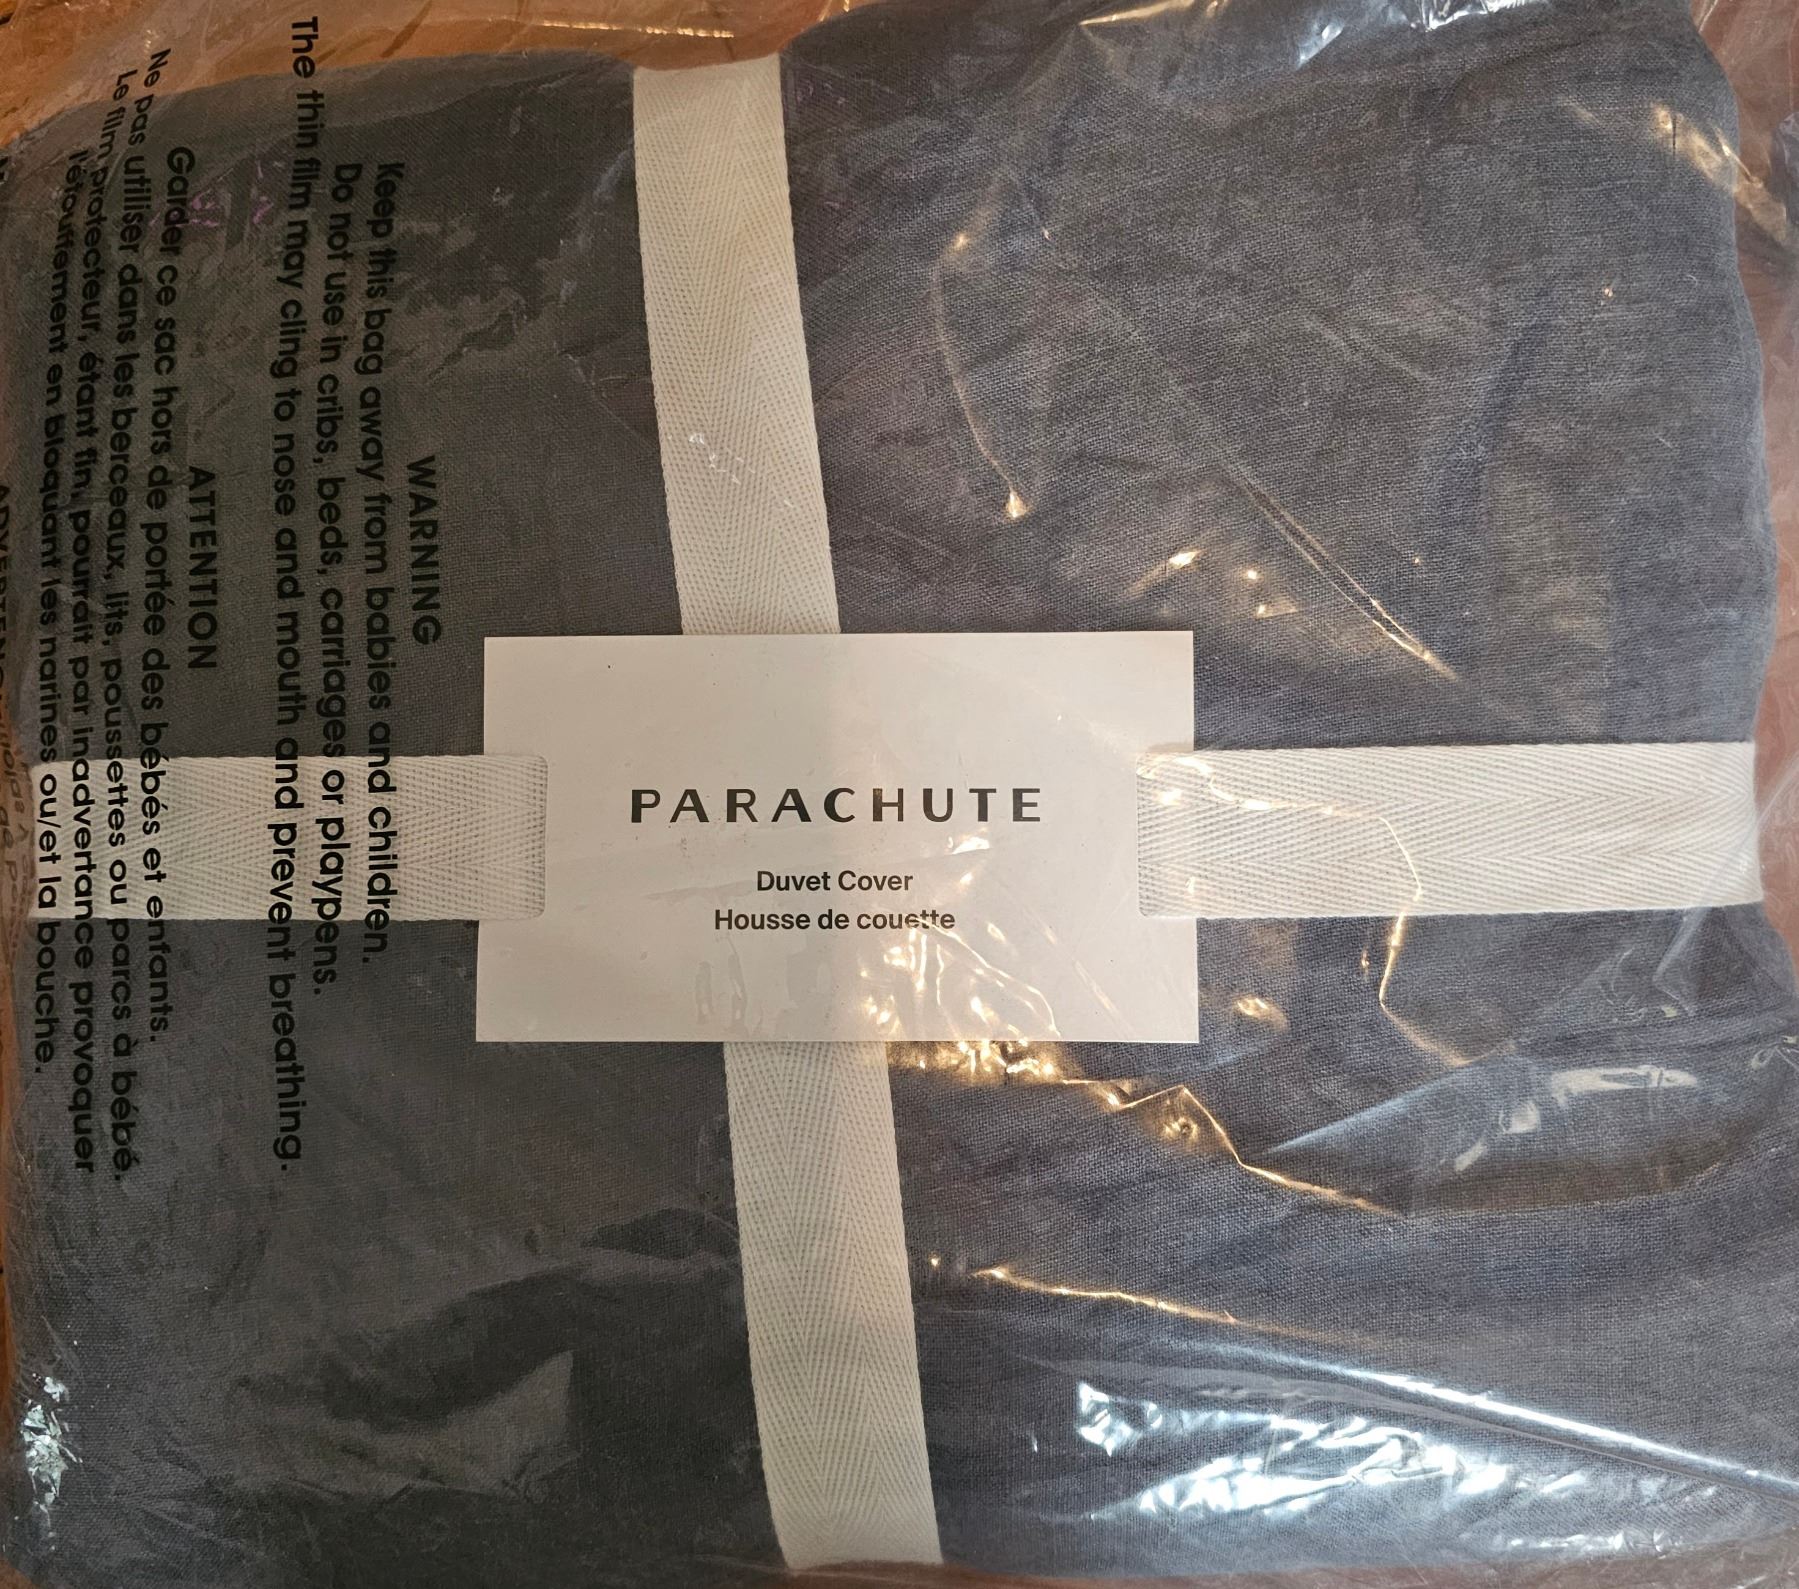 PARACHUTE
Duvet Cover
Housse de couette
WARNING
Keep this bag away from babies and children.
Do not use in cribs, beds, carriages or playpens.
The thin film may cling to nose and mouth and prevent breathing.
ATTENTION
Garder ce sac hors de portée des bébés et enfants.
Ne pas utiliser dans les berceaux, lits, poussettes ou parcs à bébé.
Le film protecteur, étant fin, pourrait par inadvertance provoquer
l'étouffement en bloquant les narines ou/et la bouche.